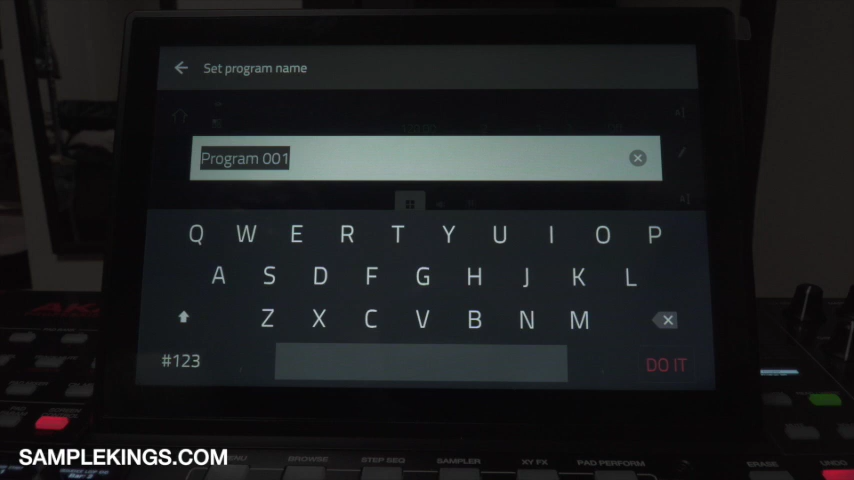 Set program name
Program 001
Q W E R T Y U I O P
A S D F G H J K L
Z X C V B N M
#123
DO IT
SAMPLEKINGS.COM
MENU BROWSE STEP SEQ SAMPLER XY FX PAD PERFORM ERASE UNDO